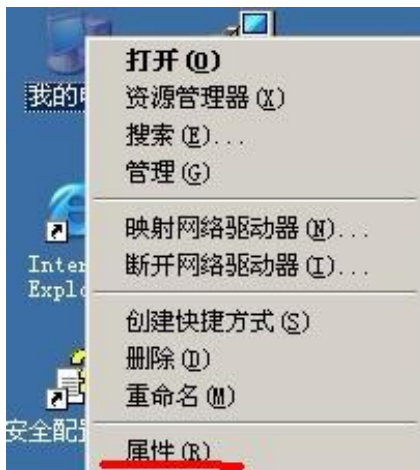 我的电
打开(O)
资源管理器(X)
搜索(E)...
管理(G)
映射网络驱动器(N)...
断开网络驱动器(I)...
创建快捷方式(S)
删除(D)
重命名(M)
属性(R)
Inter
Explo
安全配